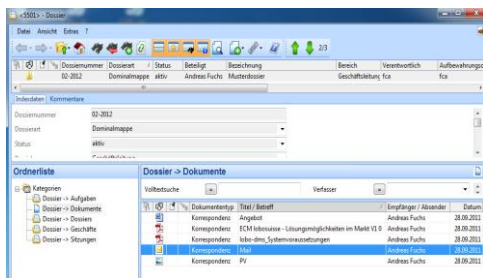 <5501> - Dossier
Datei Ansicht Extras ?
2/3
Dossiernummer Dossierart Status Beteiligt Bezeichnung Bereich Verantwortlich Aufbewahrungsd
02-2012 Dominalmappe aktiv Andreas Fuchs Musterdossier Geschäftsleitung fca fca
Indexdaten Kommentare
Dossiernummer 02-2012
Dossierart Dominalmappe
Status aktiv
Geschäftsleitung
Ordnerliste
Dossier -> Dokumente
Kategorien
Dossier -> Aufgaben
Dossier -> Dokumente
Dossier -> Dossiers
Dossier -> Geschäfte
Dossier -> Sitzungen
Volltextsuche Verfasser
Dokumententyp Titel / Betreff Empfänger / Absender Datum
Korrespondenz Angebot Andreas Fuchs 28.09.2011
Korrespondenz ECM lobosuisse - Lösungsmöglichkeiten im Markt V1.0 Andreas Fuchs 28.09.2011
Korrespondenz lobo-dms_Systemvoraussetzungen Andreas Fuchs 28.09.2011
Korrespondenz Mail Andreas Fuchs 28.09.2011
Korrespondenz PV Andreas Fuchs 28.09.2011